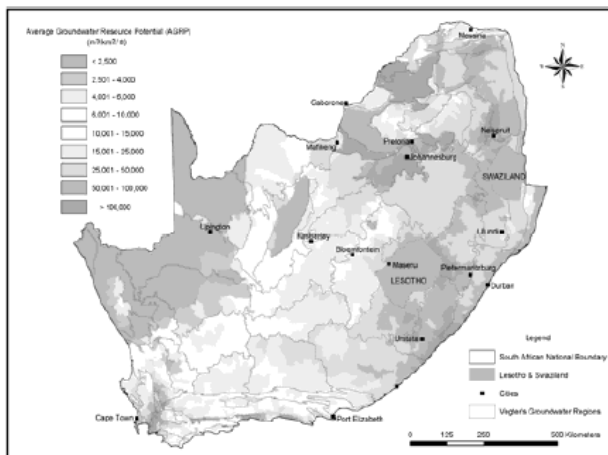 Average Groundwater Resource Potential (AGRP)
(m³/km²/a)
< 2,500
2,501 - 4,000
4,001 - 6,000
6,001 - 10,000
10,001 - 15,000
15,001 - 25,000
25,001 - 50,000
50,001 - 100,000
> 100,000
Gaborone
Mafikeng
Pretoria
Johannesburg
Nelspruit
SWAZILAND
Upington
Kimberley
Bloemfontein
Maseru
LESOTHO
Ulundi
Pietermaritzburg
Durban
Umtata
Cape Town
Port Elizabeth
Legend
South African National Boundary
Lesotho & Swaziland
Cities
Vegter's Groundwater Regions
0 125 250 500 Kilometers